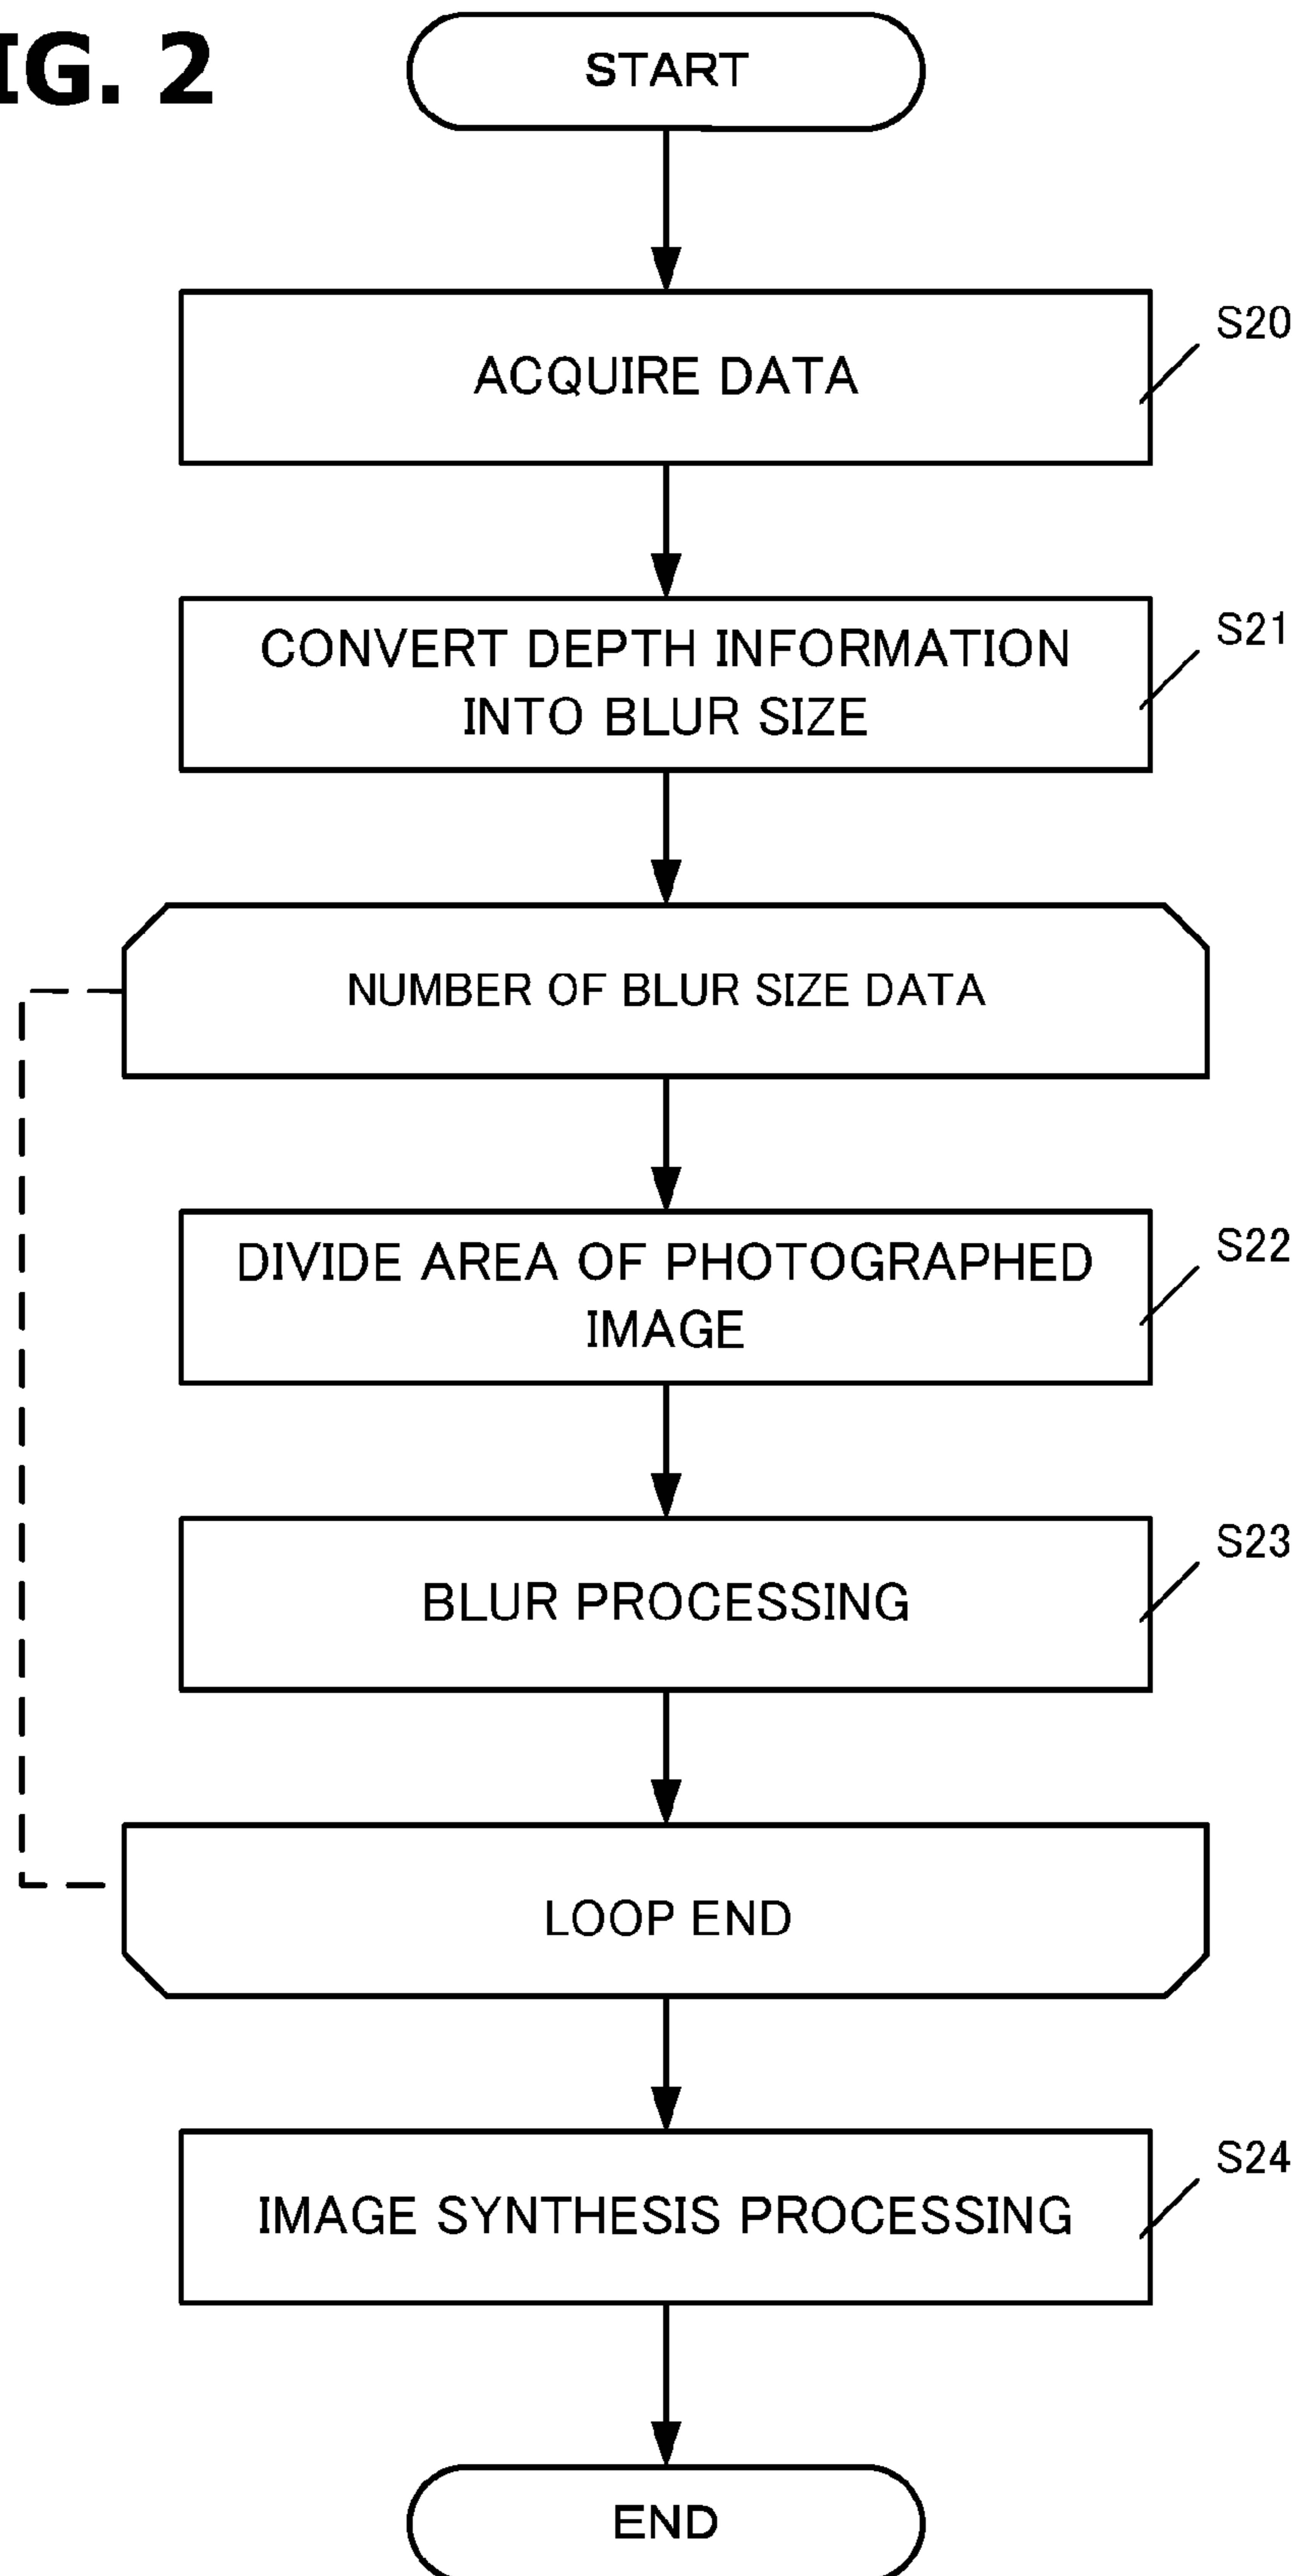 IG. 2
START
ACQUIRE DATA
S20
CONVERT DEPTH INFORMATION
INTO BLUR SIZE
S21
NUMBER OF BLUR SIZE DATA
DIVIDE AREA OF PHOTOGRAPHED
IMAGE
S22
BLUR PROCESSING
S23
LOOP END
IMAGE SYNTHESIS PROCESSING
S24
END